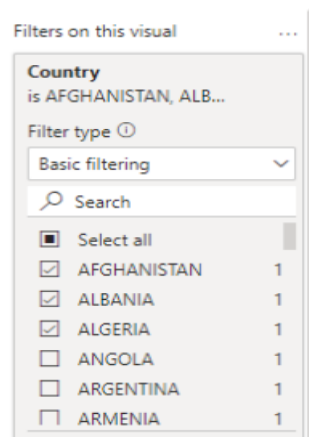 Filters on this visual ...
Country
is AFGHANISTAN, ALB...
Filter type ⓘ
Basic filtering
Search
Select all
AFGHANISTAN 1
ALBANIA 1
ALGERIA 1
ANGOLA 1
ARGENTINA 1
ARMENIA 1